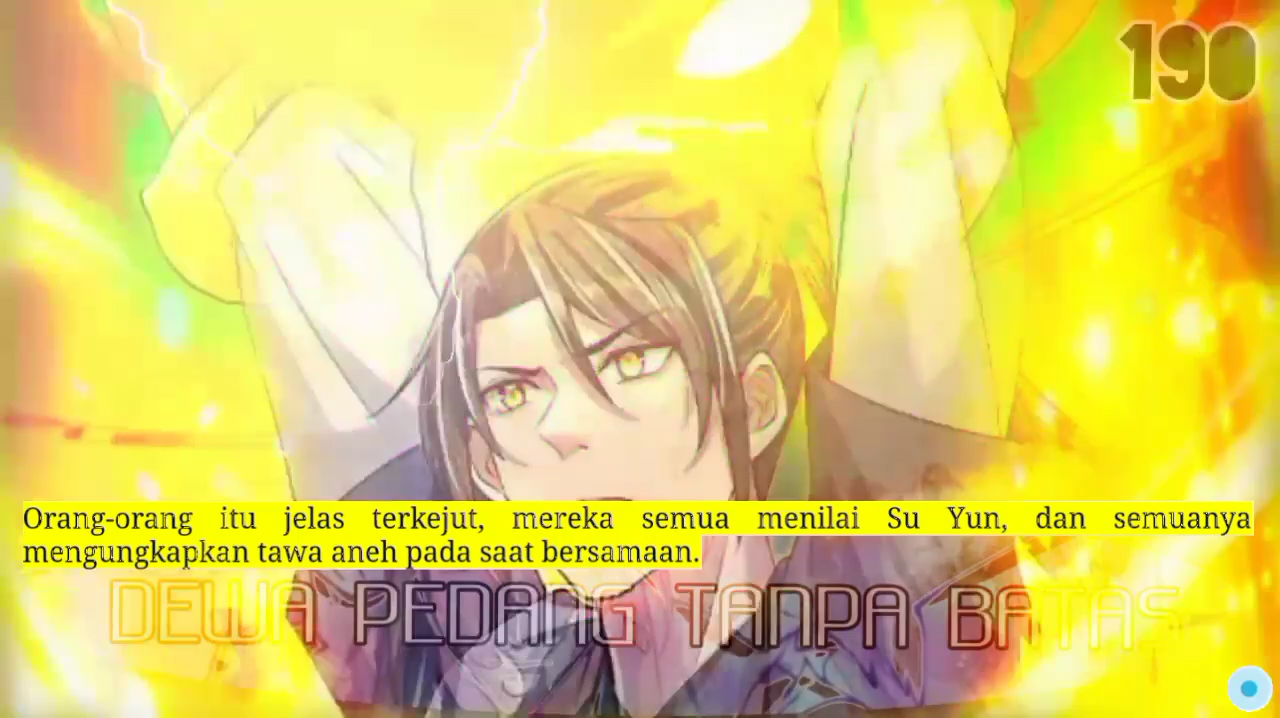 190
Orang-orang itu jelas terkejut, mereka semua menilai Su Yun, dan semuanya
mengungkapkan tawa aneh pada saat bersamaan.
DEWA PEDANG TANPA BATAS